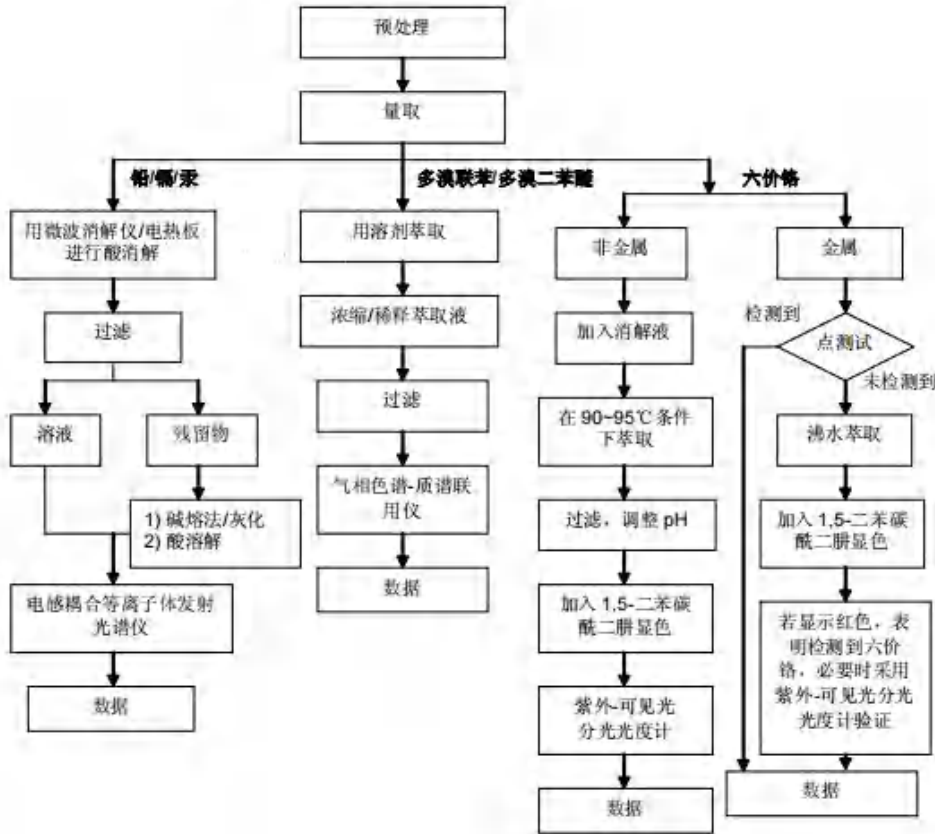 预处理
量取
铅/镉/汞
多溴联苯/多溴二苯醚
六价铬
用微波消解仪/电热板
进行酸消解
过滤
溶液
残留物
1) 碱熔法/灰化
2) 酸溶解
电感耦合等离子体发射
光谱仪
数据
用溶剂萃取
浓缩/稀释萃取液
过滤
气相色谱-质谱联
用仪
数据
非金属
加入消解液
在 90~95℃ 条件
下萃取
过滤，调整 pH
加入 1,5-二苯碳
酰二肼显色
紫外-可见光
分光光度计
数据
金属
检测到
点测试
未检测到
沸水萃取
加入 1,5-二苯碳
酰二肼显色
若显示红色，表
明检测到六价
铬，必要时采用
紫外-可见光分光
光度计验证
数据